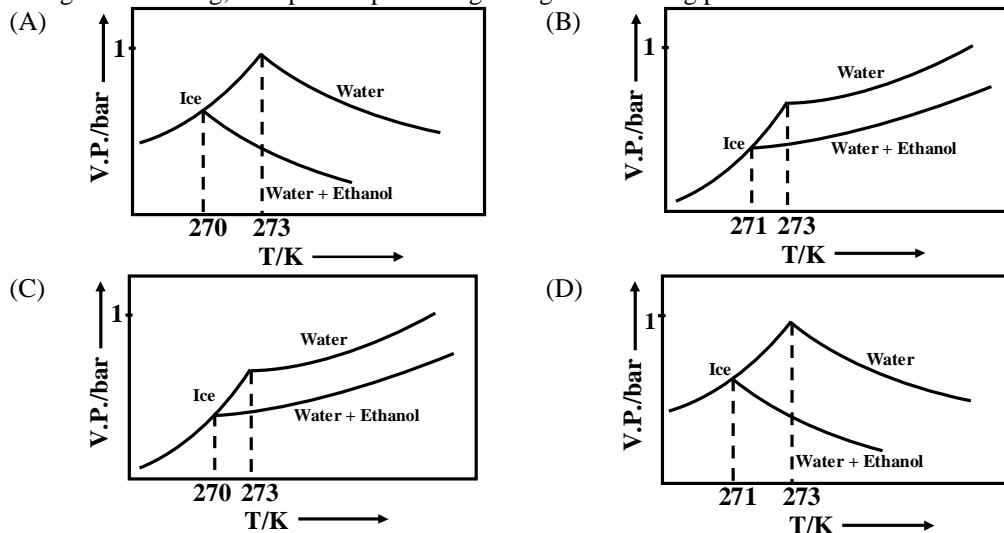 (A)
1
V.P./bar
Ice
Water
Water + Ethanol
270
273
T/K
(B)
1
V.P./bar
Ice
Water
Water + Ethanol
271
273
T/K
(C)
1
V.P./bar
Ice
Water
Water + Ethanol
270
273
T/K
(D)
1
V.P./bar
Ice
Water
Water + Ethanol
271
273
T/K